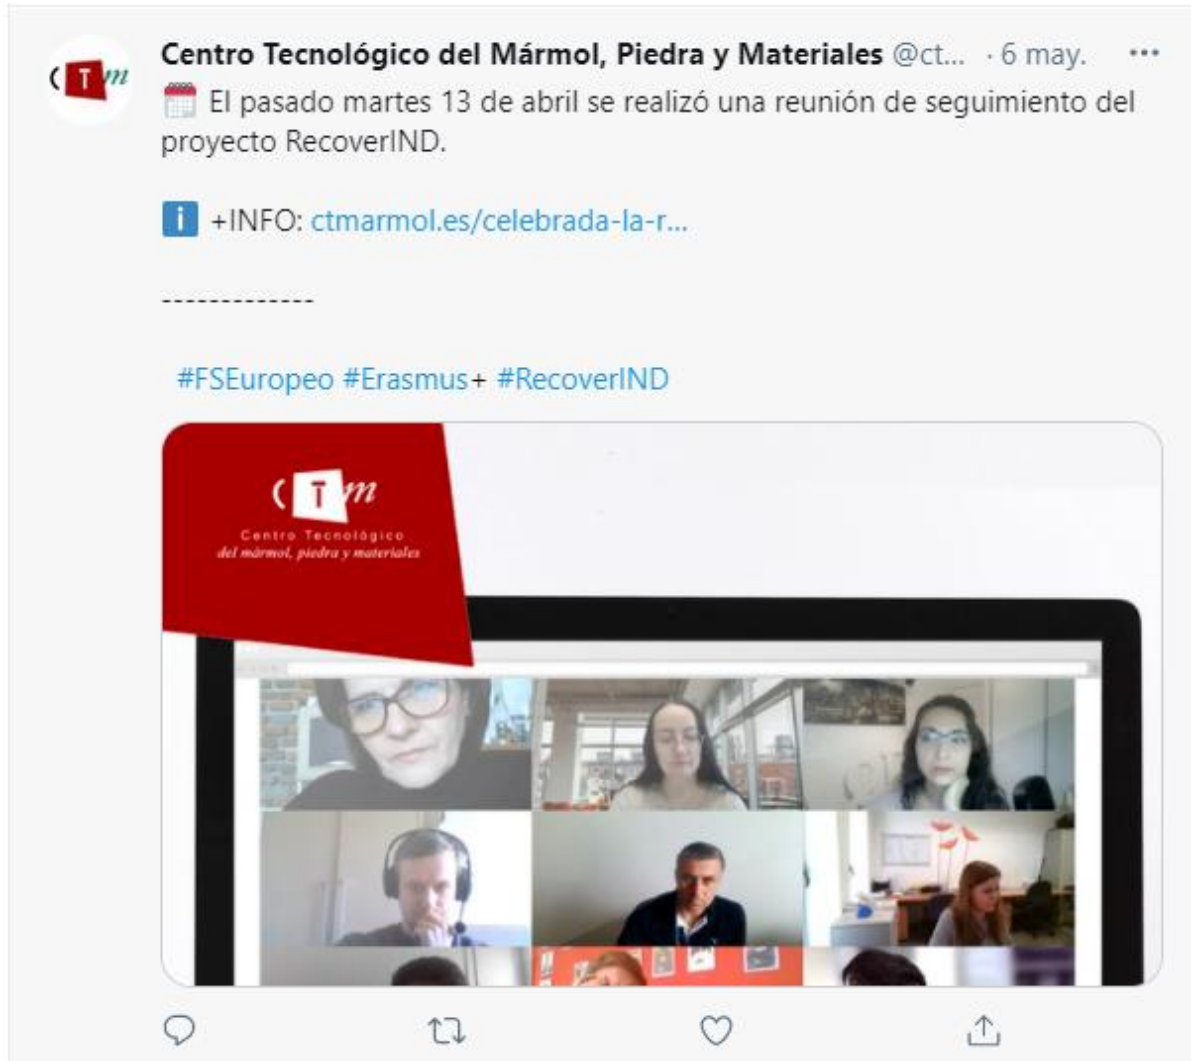 Centro Tecnológico del Mármol, Piedra y Materiales @ct... · 6 may.
El pasado martes 13 de abril se realizó una reunión de seguimiento del
proyecto RecoverIND.
i +INFO: ctmarmol.es/celebrada-la-r...
-------------
#FSEuropeo #Erasmus+ #RecoverIND
CTm
Centro Tecnológico
del mármol, piedra y materiales